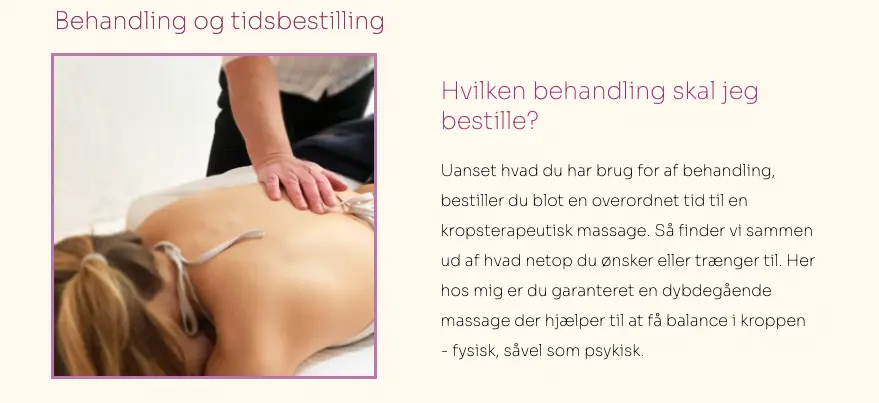 Behandling og tidsbestilling
Hvilken behandling skal jeg
bestille?
Uanset hvad du har brug for af behandling,
bestiller du blot en overordnet tid til en
kropsterapeutisk massage. Så finder vi sammen
ud af hvad netop du ønsker eller trænger til. Her
hos mig er du garanteret en dybdegående
massage der hjælper til at få balance i kroppen
- fysisk, såvel som psykisk.